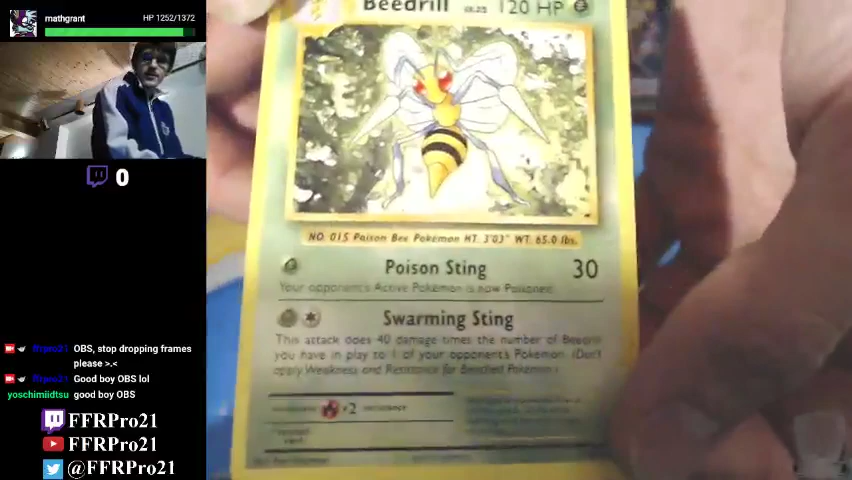 mathgrant HP 1252/1372
0
ffrpro21 OBS, stop dropping frames
please >.<
ffrpro21 Good boy OBS lol
yoschimiidtsu good boy OBS
FFRPro21
FFRPro21
@FFRPro21
Beedrill 120 HP
NO. 015 Poison Bee Pokémon HT. 3'03" WT. 65.0 lbs.
Poison Sting 30
Your opponent's Active Pokémon is now Poisoned.
Swarming Sting
This attack does 40 damage times the number of Beedrill
you have in play to 1 of your opponent's Pokémon. (Don't
apply Weakness and Resistance for Benched Pokémon.)
×2